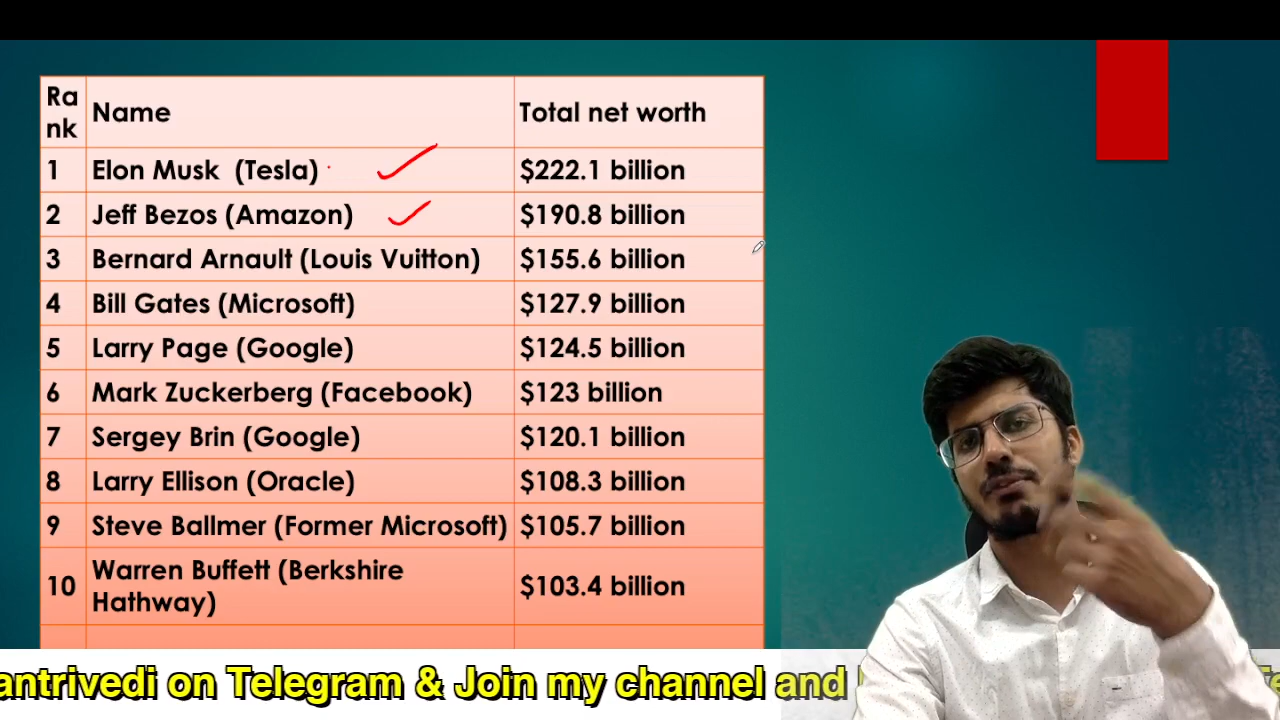 Ra
nk
Name
Total net worth
1
Elon Musk (Tesla)
$222.1 billion
2
Jeff Bezos (Amazon)
$190.8 billion
3
Bernard Arnault (Louis Vuitton)
$155.6 billion
4
Bill Gates (Microsoft)
$127.9 billion
5
Larry Page (Google)
$124.5 billion
6
Mark Zuckerberg (Facebook)
$123 billion
7
Sergey Brin (Google)
$120.1 billion
8
Larry Ellison (Oracle)
$108.3 billion
9
Steve Ballmer (Former Microsoft)
$105.7 billion
10
Warren Buffett (Berkshire
Hathway)
$103.4 billion
antrivedi on Telegram & Join my channel and